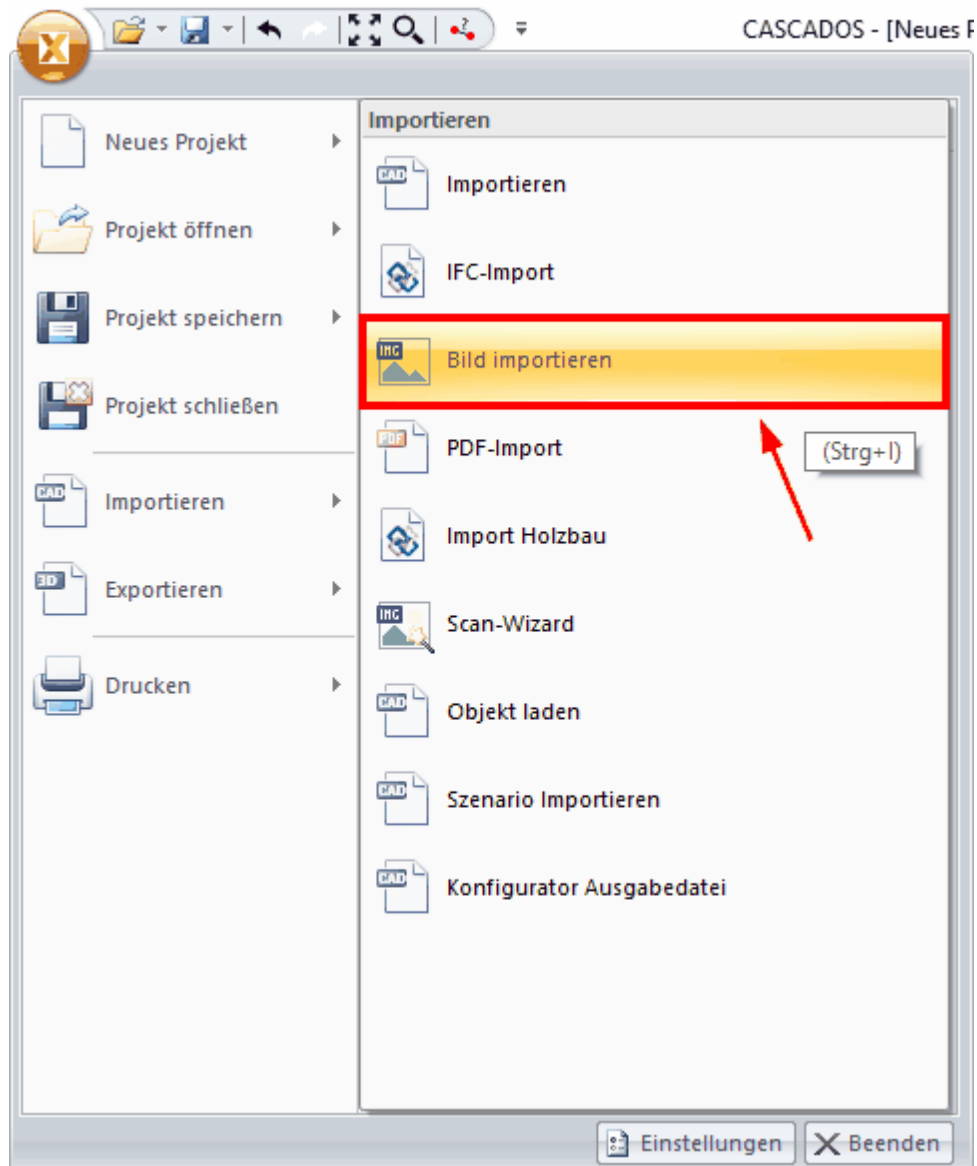 CASCADOS - [Neues P
Neues Projekt
Projekt öffnen
Projekt speichern
Projekt schließen
CAD
Importieren
3D
Exportieren
Drucken
Importieren
CAD
Importieren
IFC-Import
IMG
Bild importieren
(Strg+I)
PDF
PDF-Import
Import Holzbau
IMG
Scan-Wizard
CAD
Objekt laden
CAD
Szenario Importieren
CAD
Konfigurator Ausgabedatei
Einstellungen
Beenden